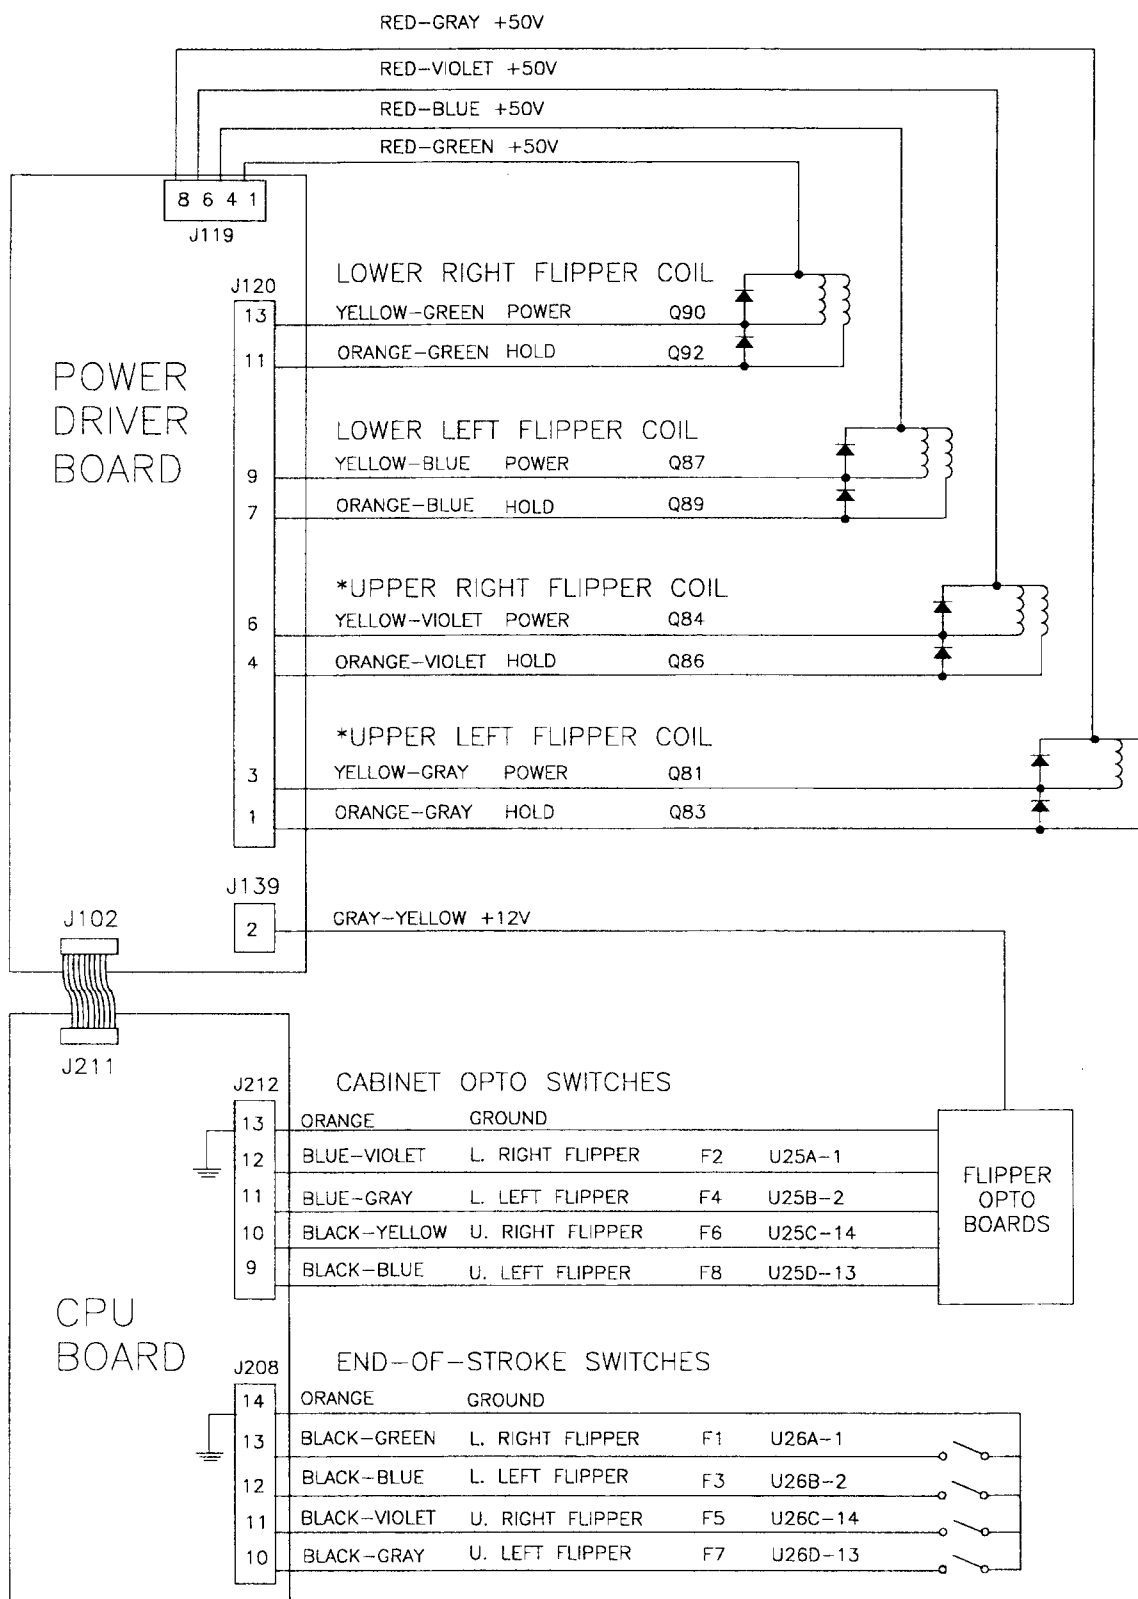 RED-GRAY +50V
RED-VIOLET +50V
RED-BLUE +50V
RED-GREEN +50V
8 6 4 1
J119
J120
LOWER RIGHT FLIPPER COIL
13 YELLOW-GREEN POWER Q90
11 ORANGE-GREEN HOLD Q92
POWER
DRIVER
BOARD
LOWER LEFT FLIPPER COIL
9 YELLOW-BLUE POWER Q87
7 ORANGE-BLUE HOLD Q89
*UPPER RIGHT FLIPPER COIL
6 YELLOW-VIOLET POWER Q84
4 ORANGE-VIOLET HOLD Q86
*UPPER LEFT FLIPPER COIL
3 YELLOW-GRAY POWER Q81
1 ORANGE-GRAY HOLD Q83
J139
2 GRAY-YELLOW +12V
J102
J211
J212
CABINET OPTO SWITCHES
13 ORANGE GROUND
12 BLUE-VIOLET L. RIGHT FLIPPER F2 U25A-1
11 BLUE-GRAY L. LEFT FLIPPER F4 U25B-2
10 BLACK-YELLOW U. RIGHT FLIPPER F6 U25C-14
9 BLACK-BLUE U. LEFT FLIPPER F8 U25D-13
FLIPPER
OPTO
BOARDS
CPU
BOARD
J208
END-OF-STROKE SWITCHES
14 ORANGE GROUND
13 BLACK-GREEN L. RIGHT FLIPPER F1 U26A-1
12 BLACK-BLUE L. LEFT FLIPPER F3 U26B-2
11 BLACK-VIOLET U. RIGHT FLIPPER F5 U26C-14
10 BLACK-GRAY U. LEFT FLIPPER F7 U26D-13